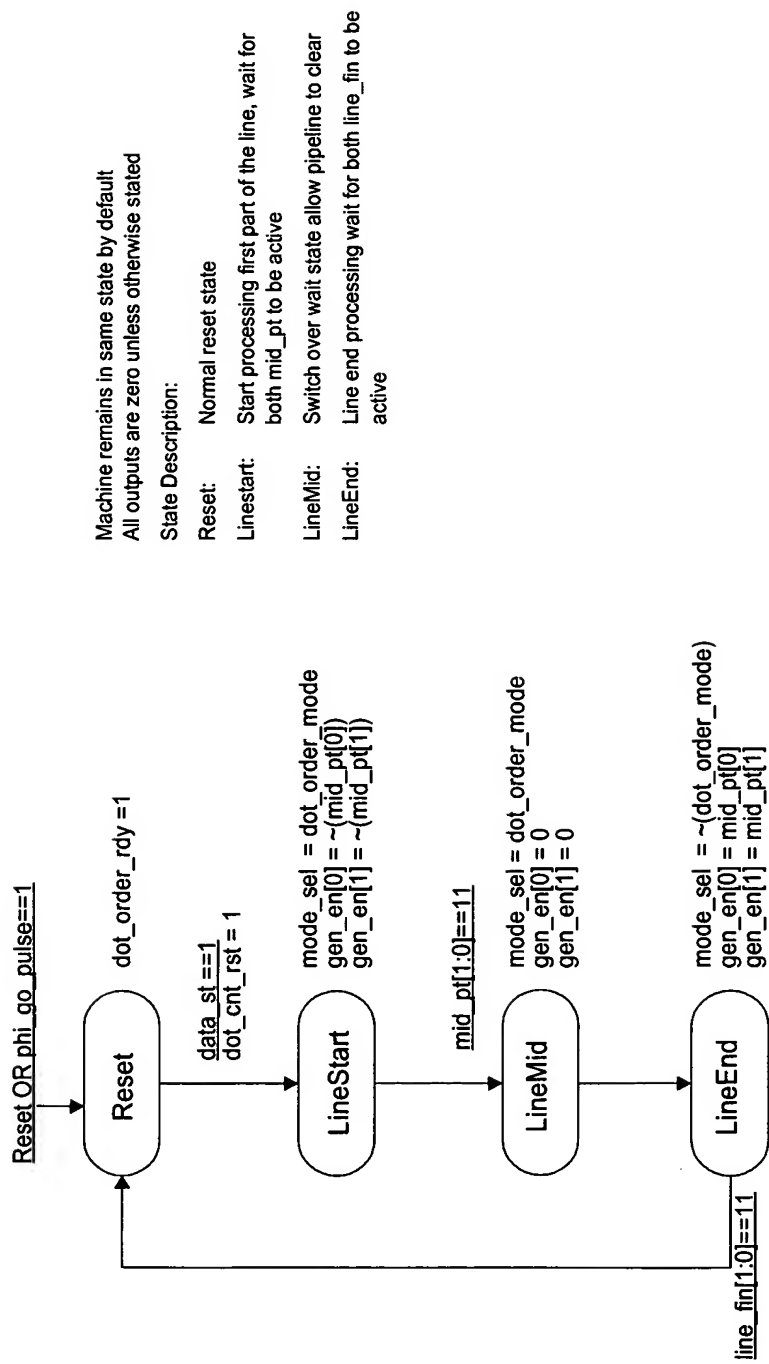 Reset OR phi_go_pulse==1
Reset
dot_order_rdy =1
data_st ==1
dot_cnt_rst = 1
LineStart
mode_sel = dot_order_mode
gen_en[0] = ~(mid_pt[0])
gen_en[1] = ~(mid_pt[1])
mid_pt[1:0]==11
LineMid
mode_sel = dot_order_mode
gen_en[0] = 0
gen_en[1] = 0
LineEnd
mode_sel = ~(dot_order_mode)
gen_en[0] = mid_pt[0]
gen_en[1] = mid_pt[1]
line_fin[1:0]==11
Machine remains in same state by default
All outputs are zero unless otherwise stated
State Description:
Reset: Normal reset state
Linestart: Start processing first part of the line, wait for
both mid_pt to be active
LineMid: Switch over wait state allow pipeline to clear
LineEnd: Line end processing wait for both line_fin to be
active